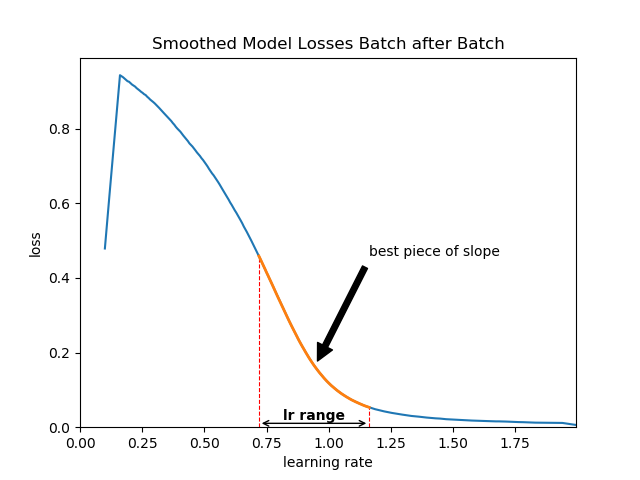 Smoothed Model Losses Batch after Batch
loss
0.8
0.6
0.4
0.2
0.0
best piece of slope
lr range
0.00 0.25 0.50 0.75 1.00 1.25 1.50 1.75
learning rate